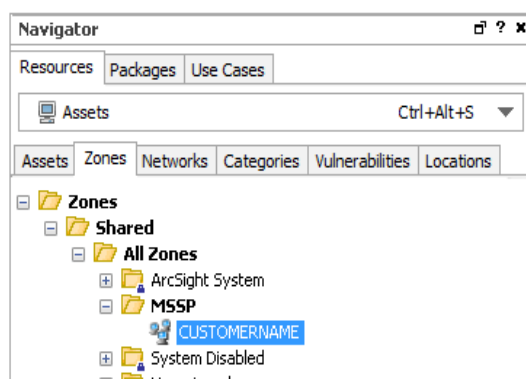 Navigator
Resources Packages Use Cases
Assets Ctrl+Alt+S
Assets Zones Networks Categories Vulnerabilities Locations
Zones
Shared
All Zones
ArcSight System
MSSP
CUSTOMERNAME
System Disabled